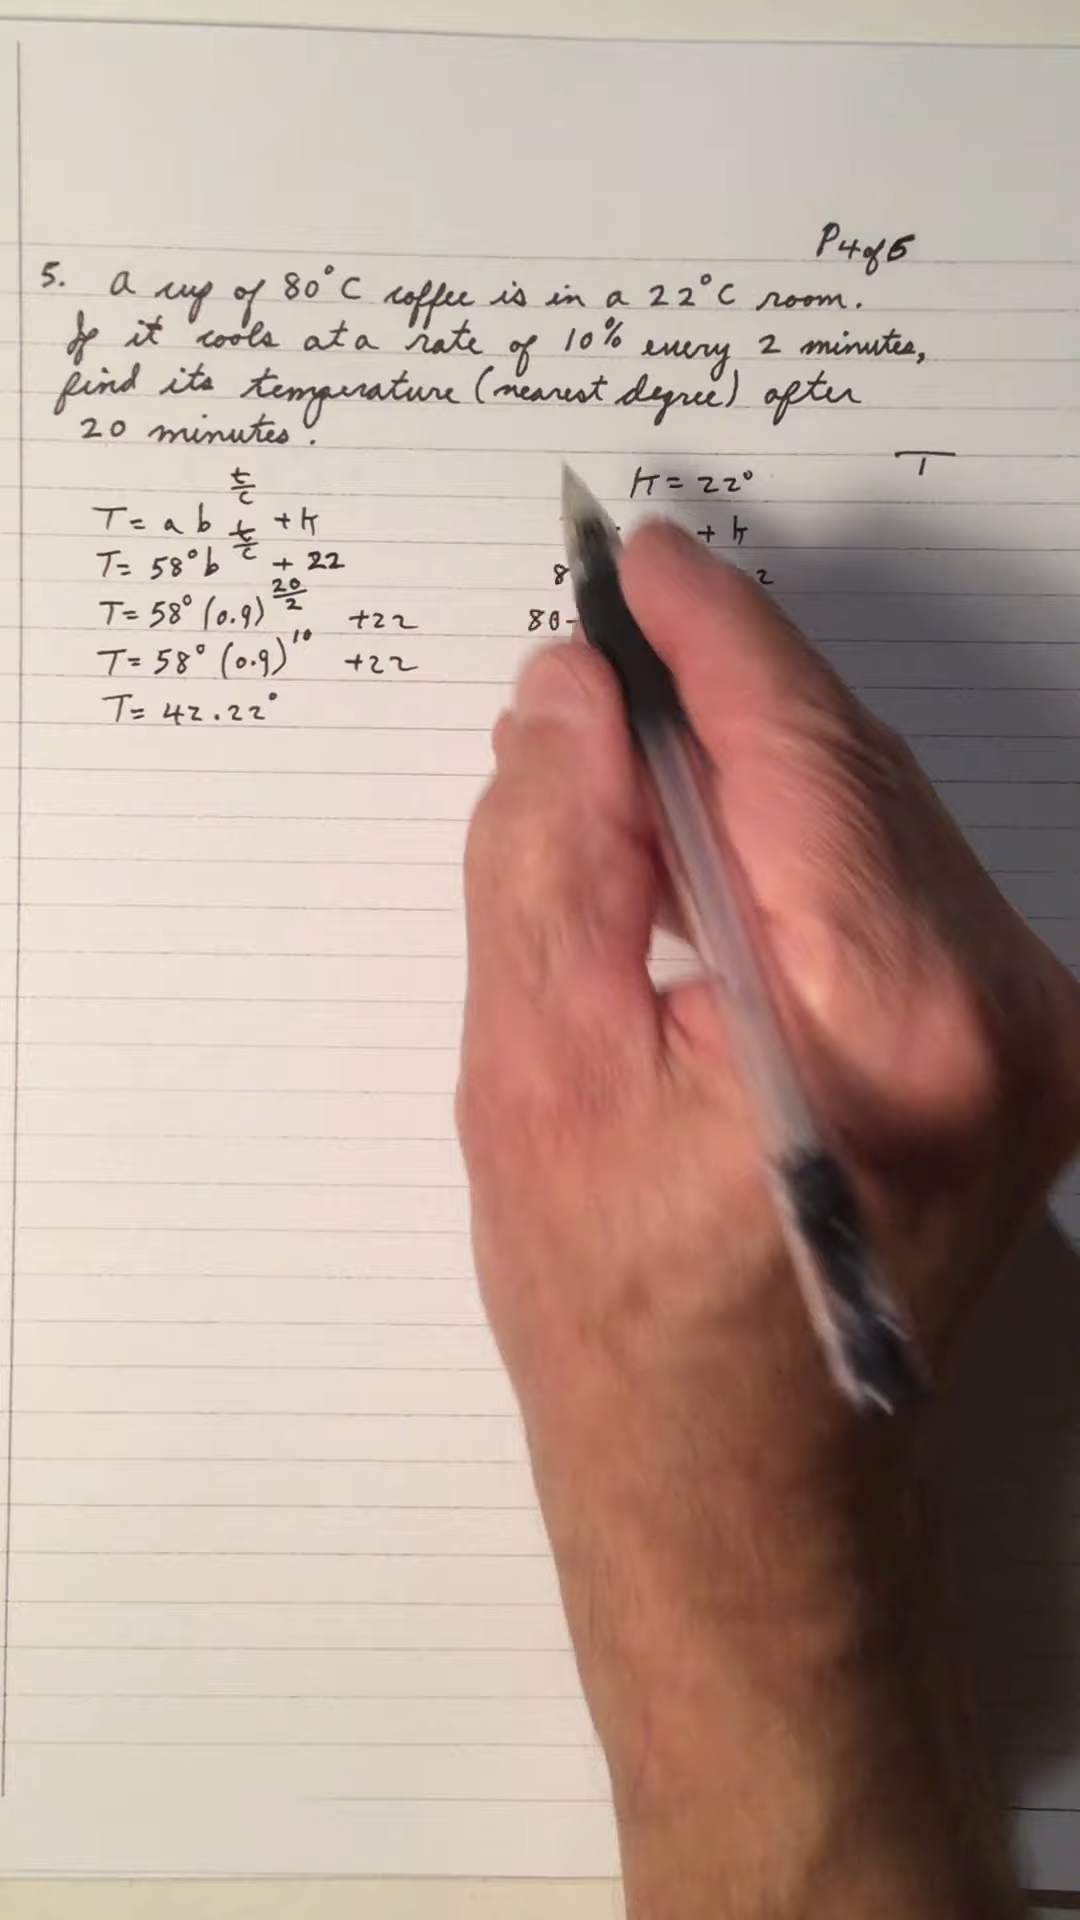 P4of5
5. A cup of 80°C coffee is in a 22°C room.
If it cools at a rate of 10% every 2 minutes,
find its temperature (nearest degree) after
20 minutes.
T= a b^(t/c) + k
T= 58° b^(t/c) + 22
T= 58° (0.9)^(20/2) +22
T= 58° (0.9)^10 +22
T= 42.22°
k = 22°
+ k
8 2
80-
T